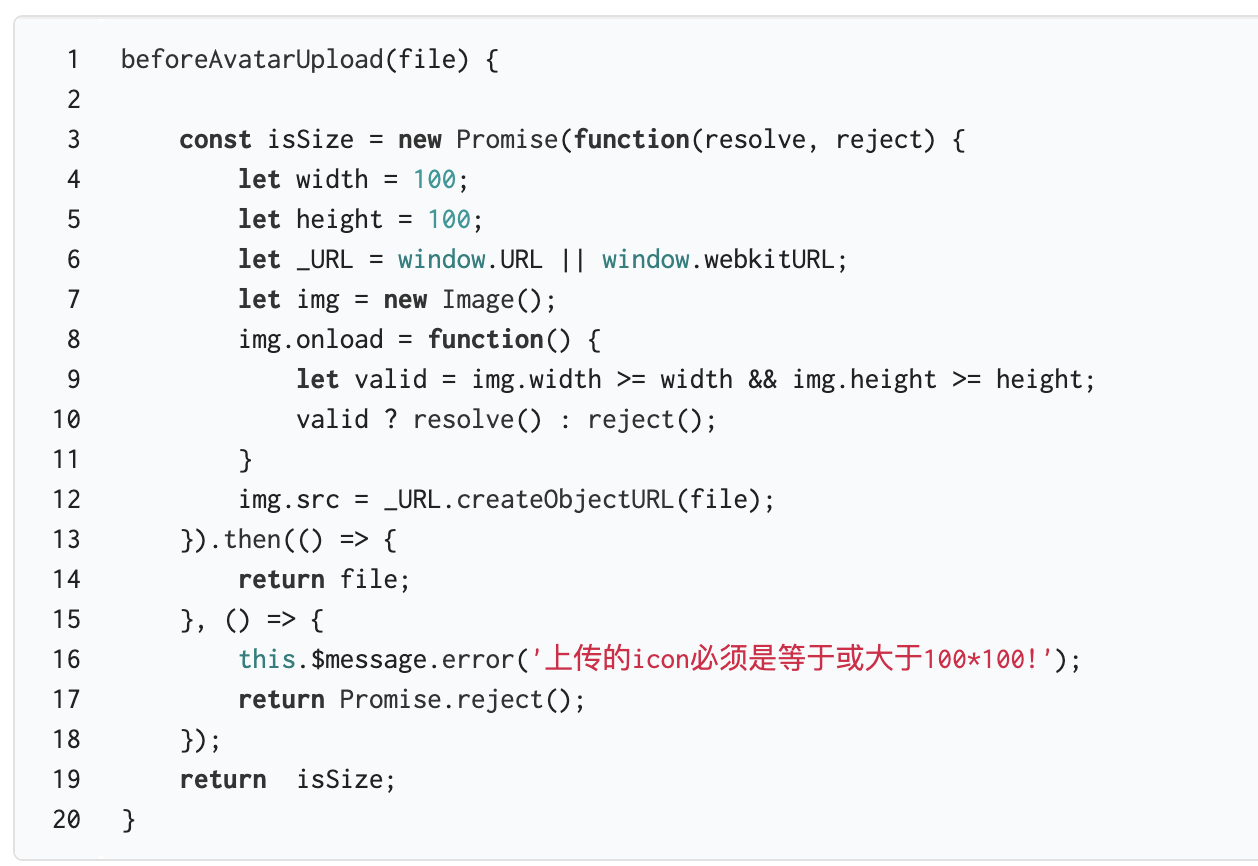 1 beforeAvatarUpload(file) {
2
3 const isSize = new Promise(function(resolve, reject) {
4 let width = 100;
5 let height = 100;
6 let _URL = window.URL || window.webkitURL;
7 let img = new Image();
8 img.onload = function() {
9 let valid = img.width >= width && img.height >= height;
10 valid ? resolve() : reject();
11 }
12 img.src = _URL.createObjectURL(file);
13 }).then(() => {
14 return file;
15 }, () => {
16 this.$message.error('上传的icon必须是等于或大于100*100!');
17 return Promise.reject();
18 });
19 return  isSize;
20 }